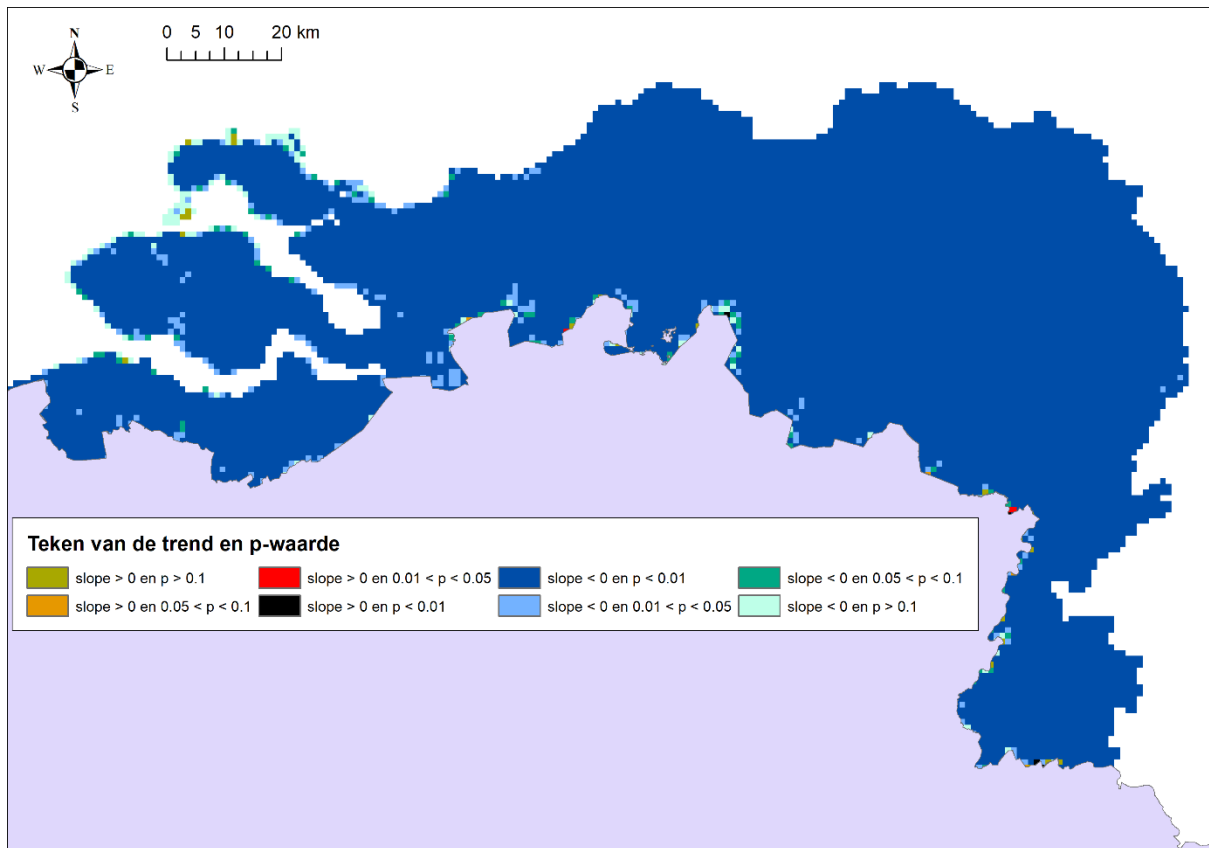 N
W E
S
0 5 10 20 km
Teken van de trend en p-waarde
slope > 0 en p > 0.1
slope > 0 en 0.01 < p < 0.05
slope < 0 en p < 0.01
slope < 0 en 0.05 < p < 0.1
slope > 0 en 0.05 < p < 0.1
slope > 0 en p < 0.01
slope < 0 en 0.01 < p < 0.05
slope < 0 en p > 0.1